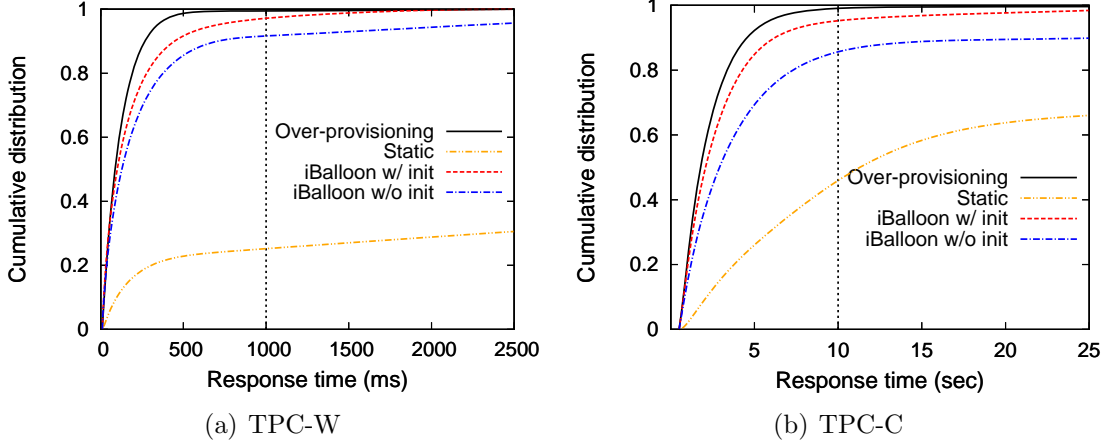 1
0.8
0.6
0.4
0.2
0
Cumulative distribution
Over-provisioning
Static
iBalloon w/ init
iBalloon w/o init
0 500 1000 1500 2000 2500
Response time (ms)
(a) TPC-W
1
0.8
0.6
0.4
0.2
0
Cumulative distribution
Over-provisioning
Static
iBalloon w/ init
iBalloon w/o init
5 10 15 20 25
Response time (sec)
(b) TPC-C